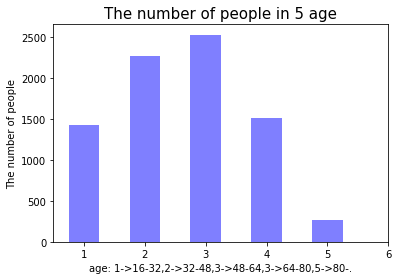 The number of people in 5 age
The number of people
2500
2000
1500
1000
500
0
1 2 3 4 5 6
age: 1->16-32,2->32-48,3->48-64,3->64-80,5->80-.